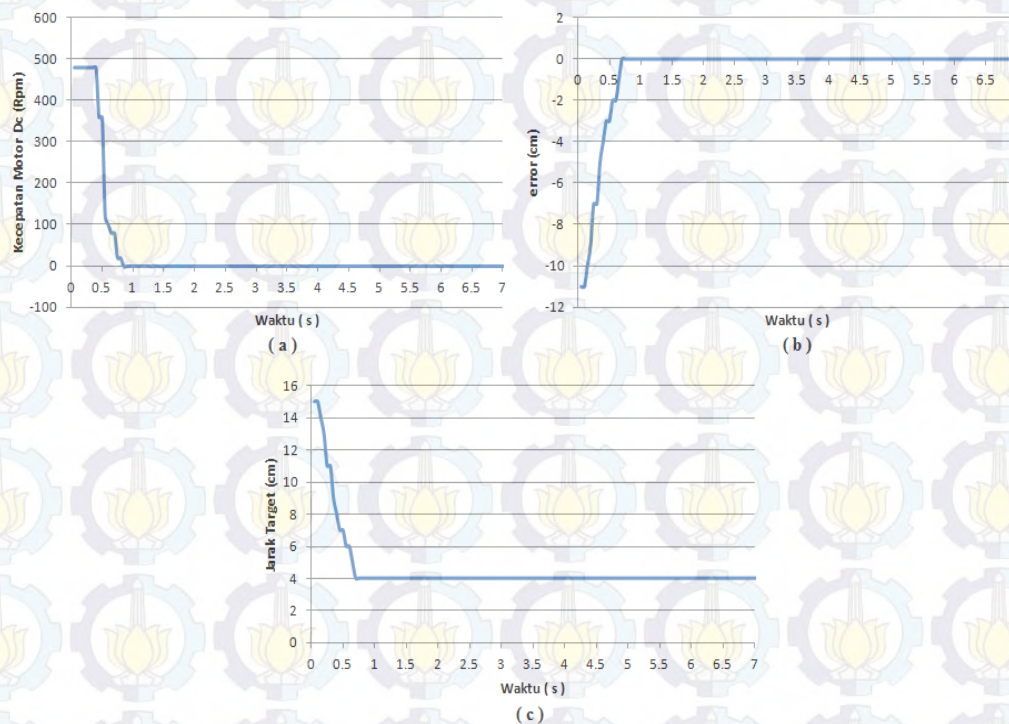 Kecepatan Motor Dc (Rpm)
600
500
400
300
200
100
0
-100
0 0.5 1 1.5 2 2.5 3 3.5 4 4.5 5 5.5 6 6.5 7
Waktu ( s )
( a )
error (cm)
2
0
-2
-4
-6
-8
-10
-12
0 0.5 1 1.5 2 2.5 3 3.5 4 4.5 5 5.5 6 6.5
Waktu ( s )
( b )
Jarak Target (cm)
16
14
12
10
8
6
4
2
0
0 0.5 1 1.5 2 2.5 3 3.5 4 4.5 5 5.5 6 6.5 7
Waktu ( s )
( c )